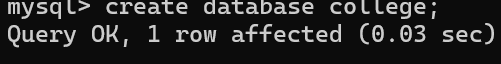 mysql> create database college;
Query OK, 1 row affected (0.03 sec)